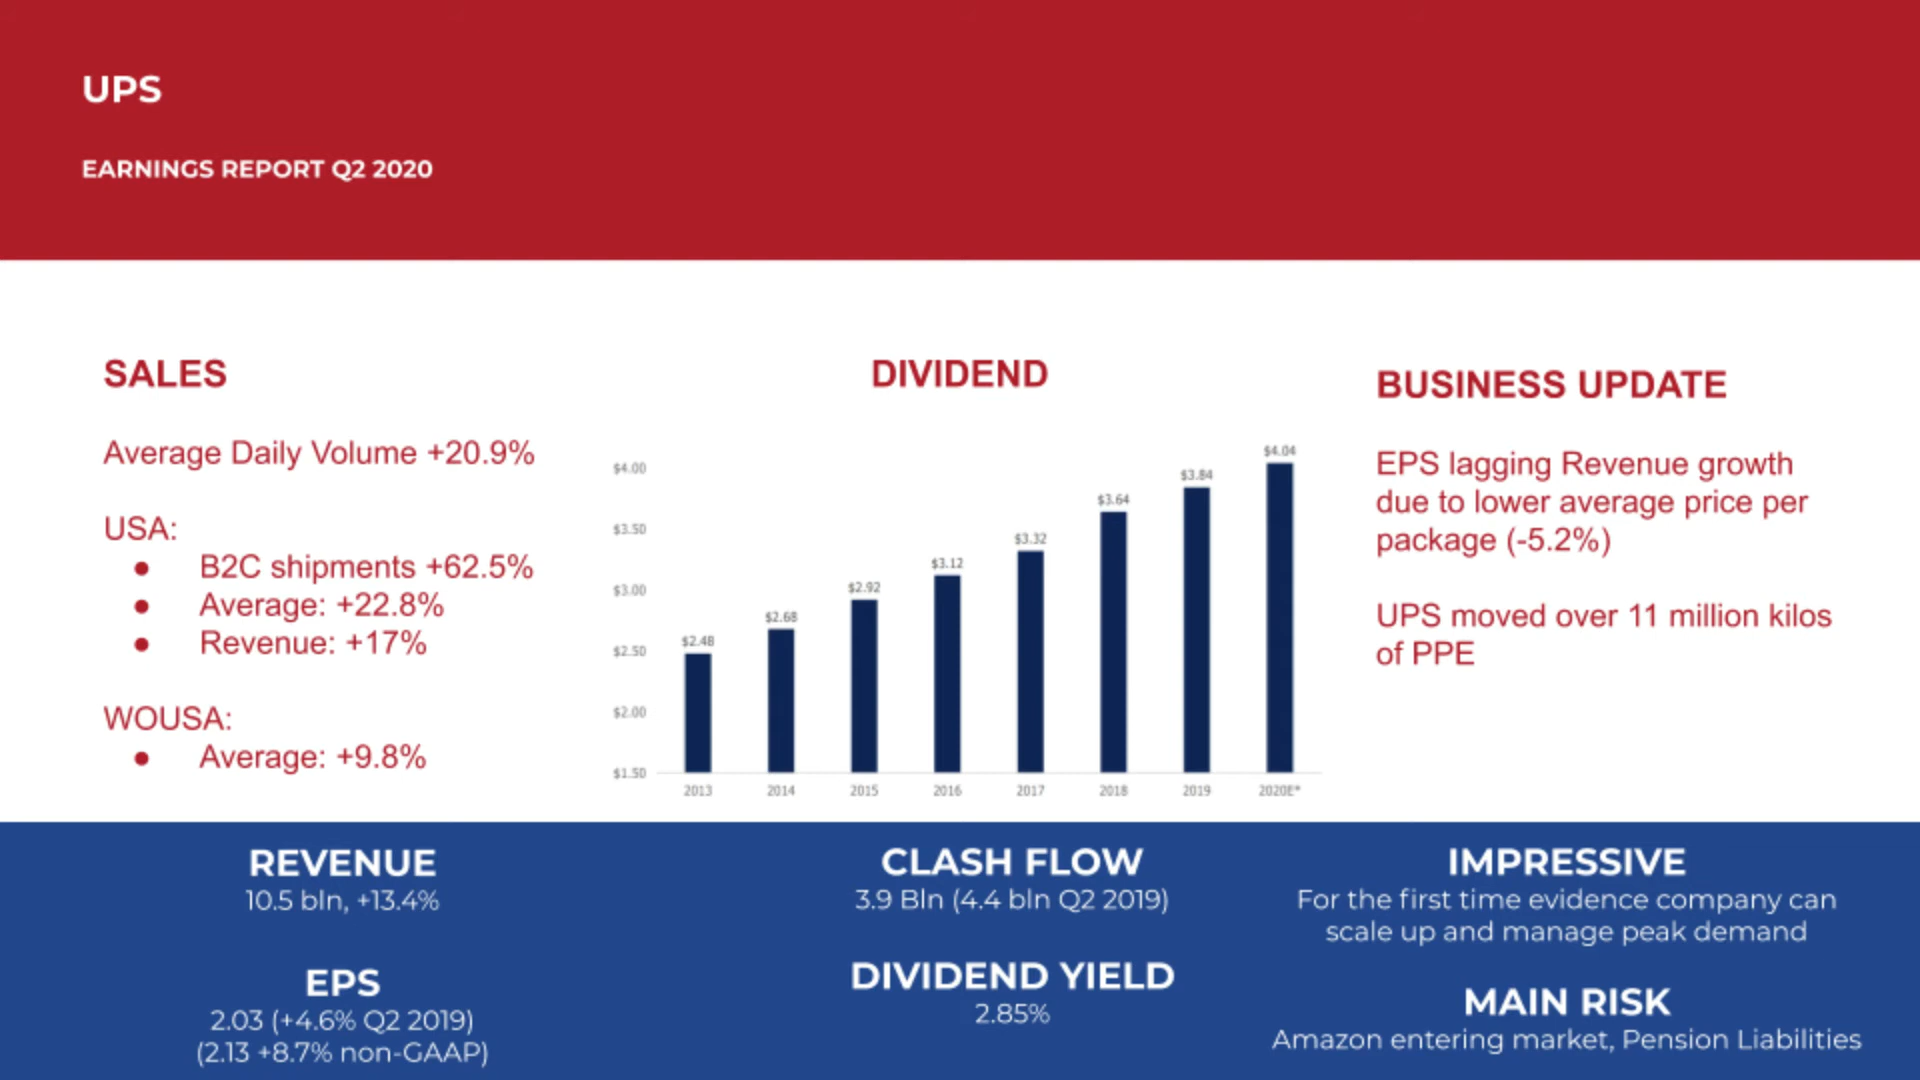 UPS
EARNINGS REPORT Q2 2020
SALES
Average Daily Volume +20.9%
USA:
● B2C shipments +62.5%
● Average: +22.8%
● Revenue: +17%
WOUSA:
● Average: +9.8%
DIVIDEND
$4.00
$3.50
$3.00
$2.50
$2.00
$1.50
$2.48
$2.68
$2.92
$3.12
$3.32
$3.64
$3.84
$4.04
2013 2014 2015 2016 2017 2018 2019 2020E*
BUSINESS UPDATE
EPS lagging Revenue growth
due to lower average price per
package (-5.2%)
UPS moved over 11 million kilos
of PPE
REVENUE
10.5 bln, +13.4%
EPS
2.03 (+4.6% Q2 2019)
(2.13 +8.7% non-GAAP)
CLASH FLOW
3.9 Bln (4.4 bln Q2 2019)
DIVIDEND YIELD
2.85%
IMPRESSIVE
For the first time evidence company can
scale up and manage peak demand
MAIN RISK
Amazon entering market, Pension Liabilities